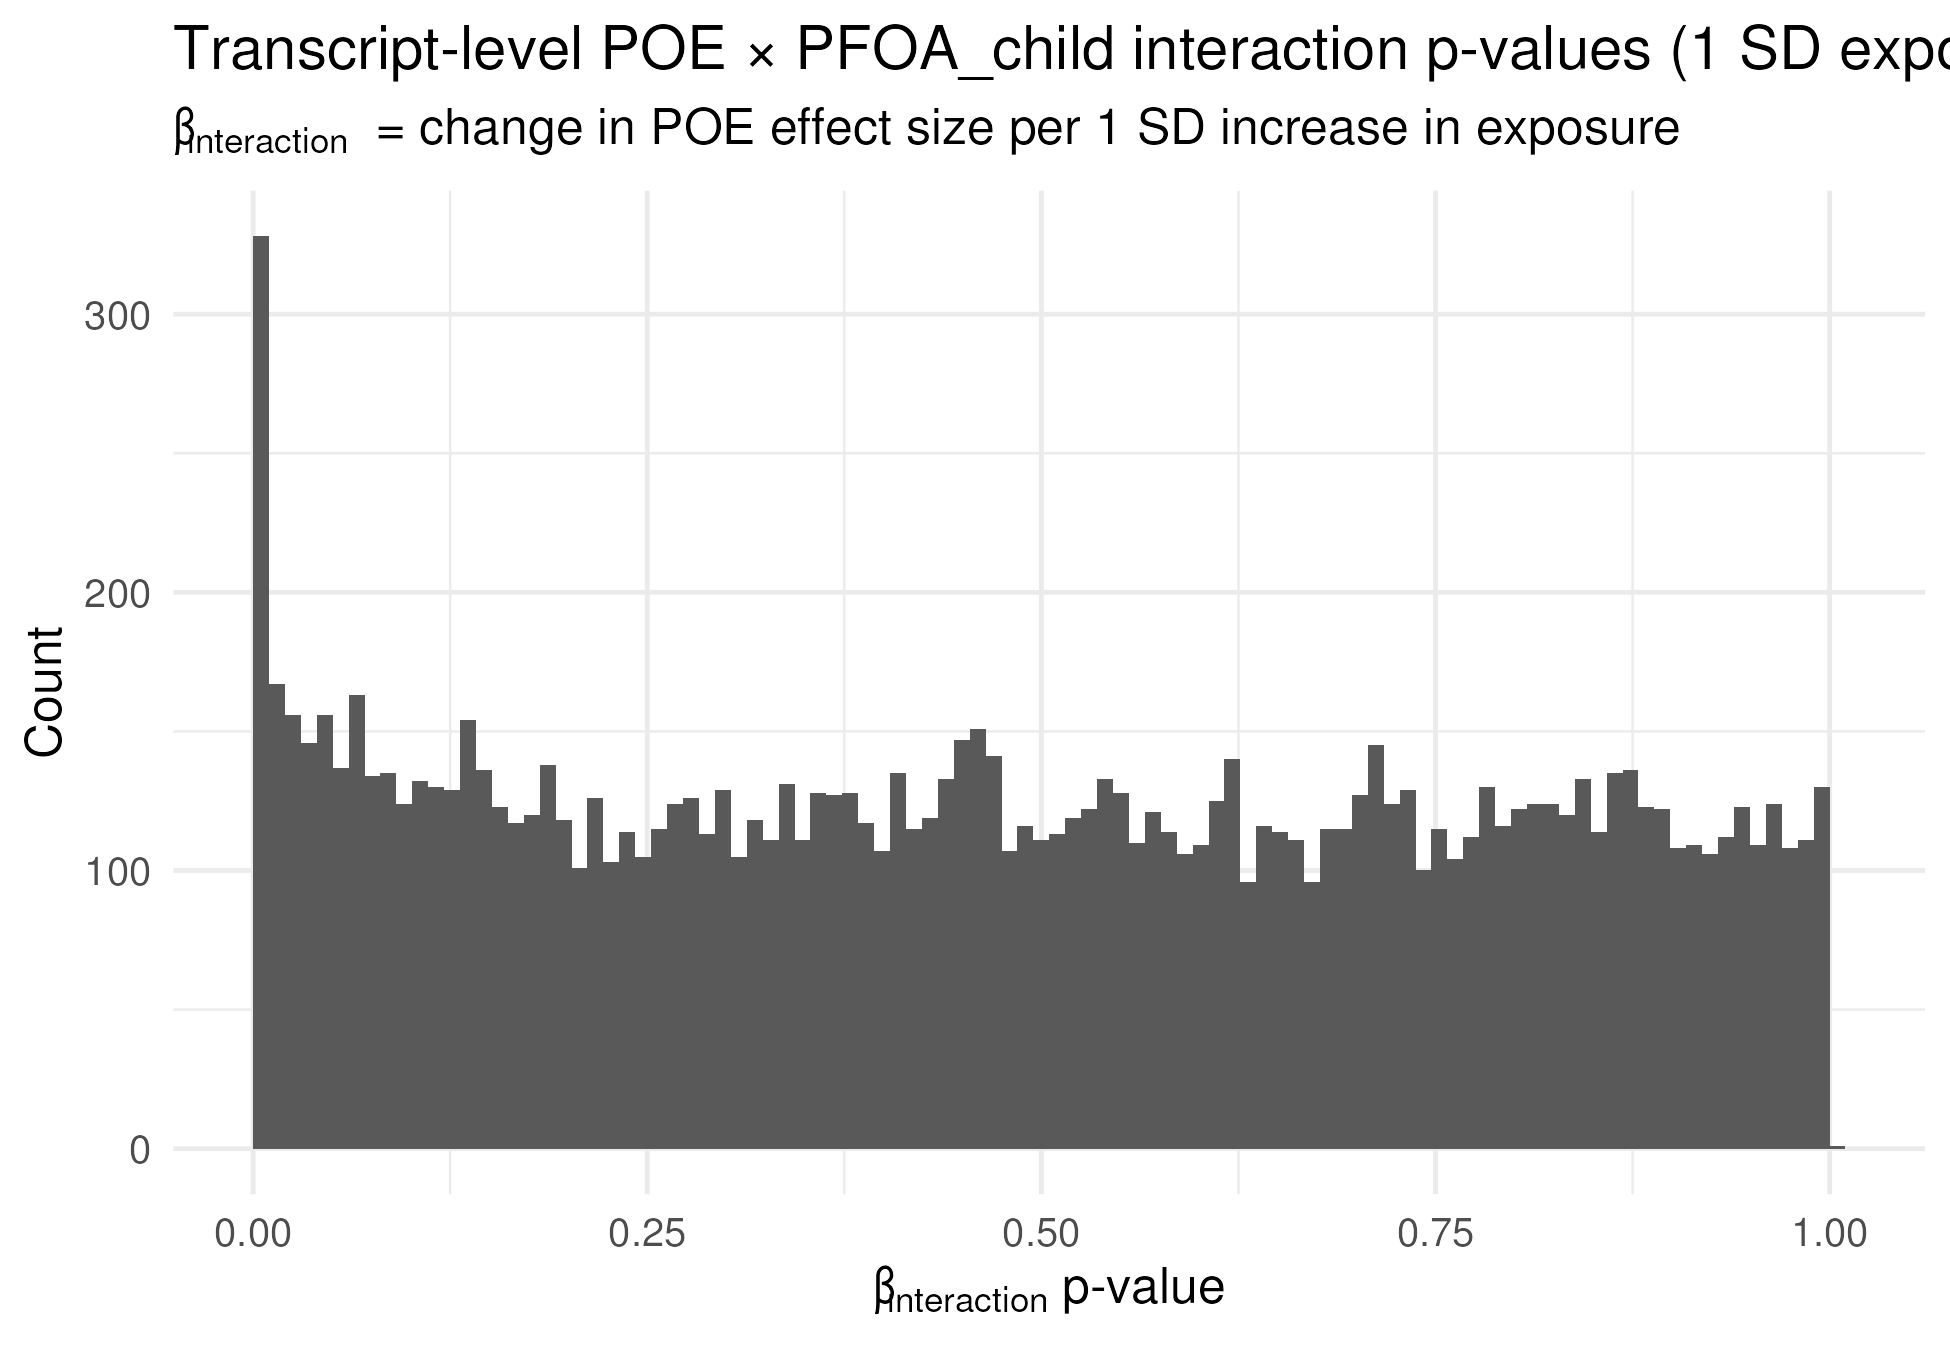 Transcript-level POE × PFOA_child interaction p-values (1 SD expo
βinteraction = change in POE effect size per 1 SD increase in exposure
300
200
100
0
Count
0.00 0.25 0.50 0.75 1.00
βinteraction p-value